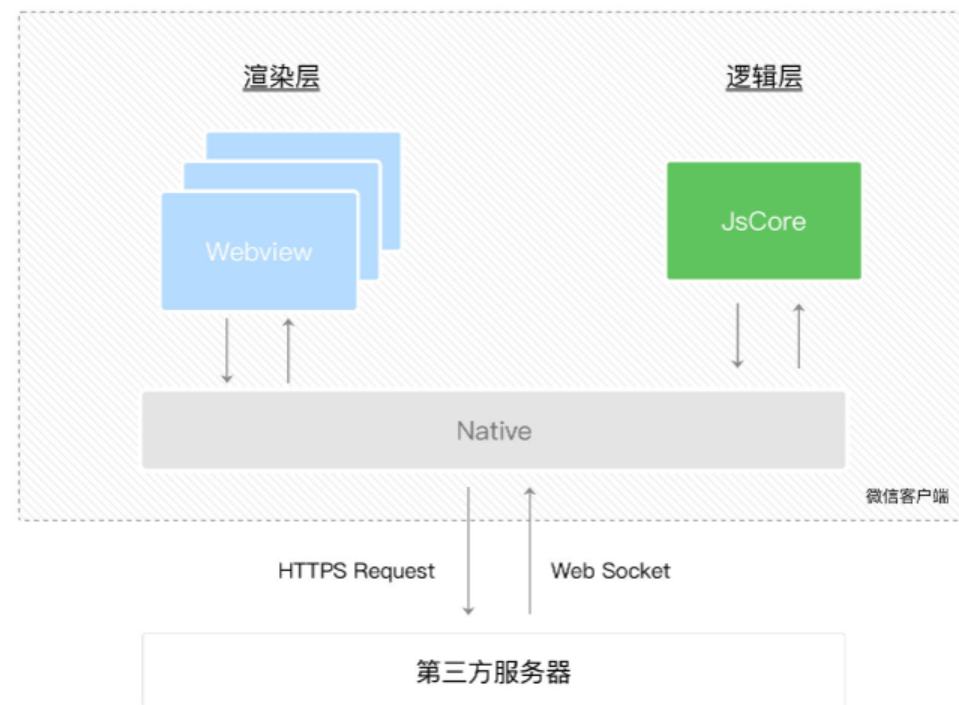 渲染层
逻辑层
Webview
JsCore
Native
微信客户端
HTTPS Request
Web Socket
第三方服务器